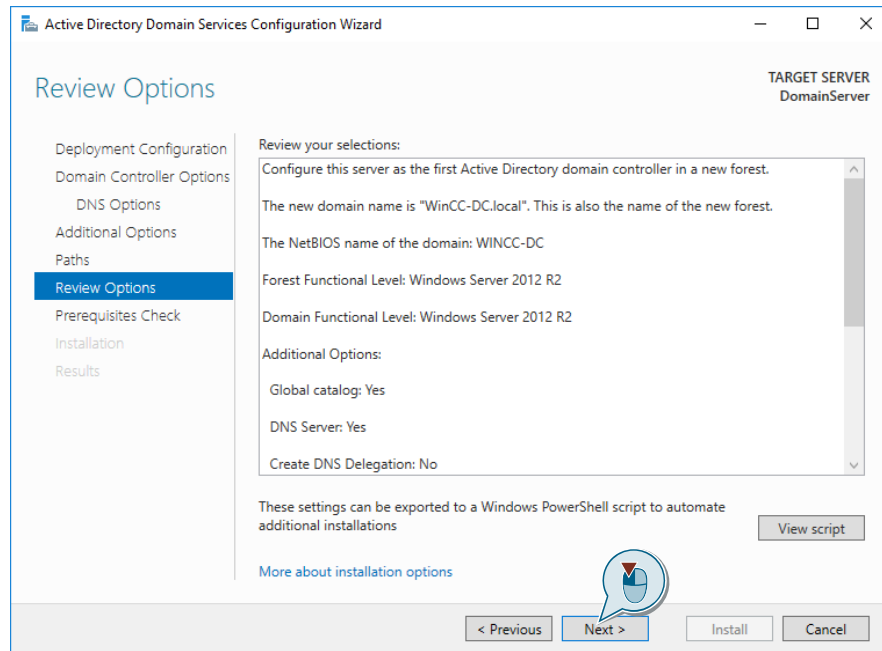 Active Directory Domain Services Configuration Wizard
Review Options
TARGET SERVER
DomainServer
Deployment Configuration
Domain Controller Options
DNS Options
Additional Options
Paths
Review Options
Prerequisites Check
Installation
Results
Review your selections:
Configure this server as the first Active Directory domain controller in a new forest.
The new domain name is "WinCC-DC.local". This is also the name of the new forest.
The NetBIOS name of the domain: WINCC-DC
Forest Functional Level: Windows Server 2012 R2
Domain Functional Level: Windows Server 2012 R2
Additional Options:
Global catalog: Yes
DNS Server: Yes
Create DNS Delegation: No
These settings can be exported to a Windows PowerShell script to automate
additional installations
View script
More about installation options
< Previous
Next >
Install
Cancel